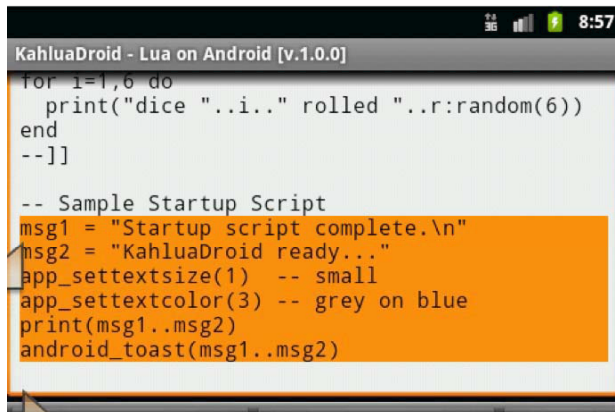 3G 8:57
KahluaDroid - Lua on Android [v.1.0.0]
for i=1,6 do
  print("dice "..i.." rolled "..r:random(6))
end
--]]

-- Sample Startup Script
msg1 = "Startup script complete.\n"
msg2 = "KahluaDroid ready..."
app_settextsize(1)  -- small
app_settextcolor(3) -- grey on blue
print(msg1..msg2)
android_toast(msg1..msg2)